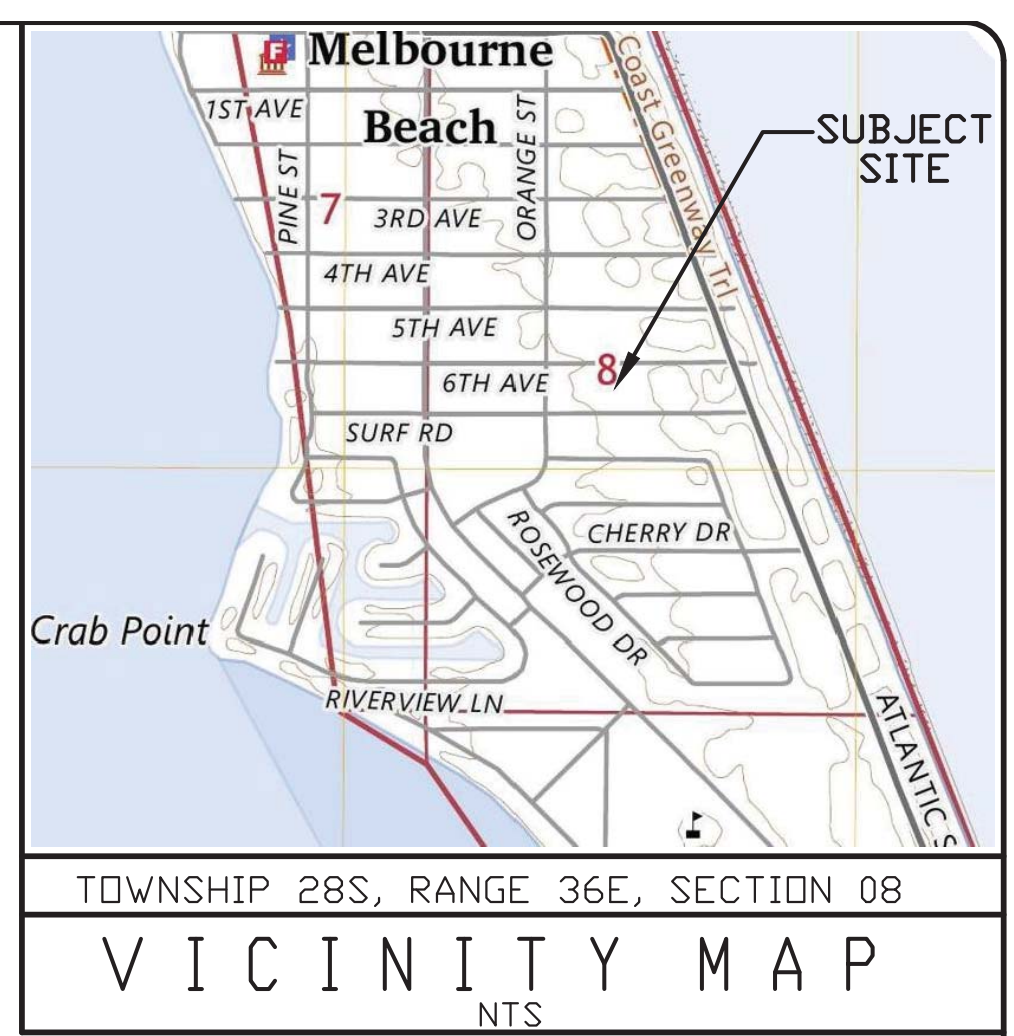 F
Melbourne
Beach
1ST AVE
PINE ST
ORANGE ST
Coast Greenway Trl
SUBJECT
SITE
7
3RD AVE
4TH AVE
5TH AVE
8
6TH AVE
SURF RD
CHERRY DR
ROSEWOOD DR
Crab Point
RIVERVIEW LN
ATLANTIC S
TOWNSHIP 28S, RANGE 36E, SECTION 08
VICINITY MAP
NTS